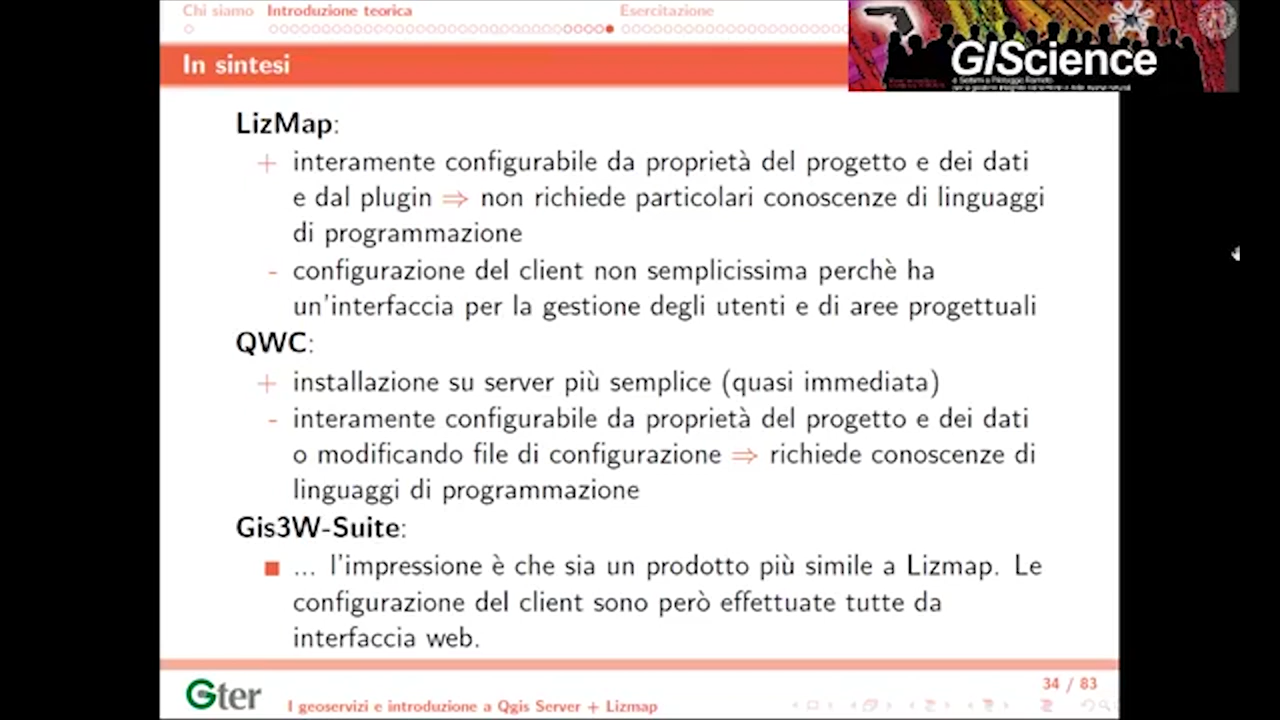 Chi siamo Introduzione teorica Esercitazione
In sintesi
GIScience
e Sistemi a Pilotaggio Remoto
LizMap:
+ interamente configurabile da proprietà del progetto e dei dati
e dal plugin ⇒ non richiede particolari conoscenze di linguaggi
di programmazione
- configurazione del client non semplicissima perchè ha
un'interfaccia per la gestione degli utenti e di aree progettuali
QWC:
+ installazione su server più semplice (quasi immediata)
- interamente configurabile da proprietà del progetto e dei dati
o modificando file di configurazione ⇒ richiede conoscenze di
linguaggi di programmazione
Gis3W-Suite:
... l'impressione è che sia un prodotto più simile a Lizmap. Le
configurazione del client sono però effettuate tutte da
interfaccia web.
34 / 83
Gter
I geoservizi e introduzione a Qgis Server + Lizmap